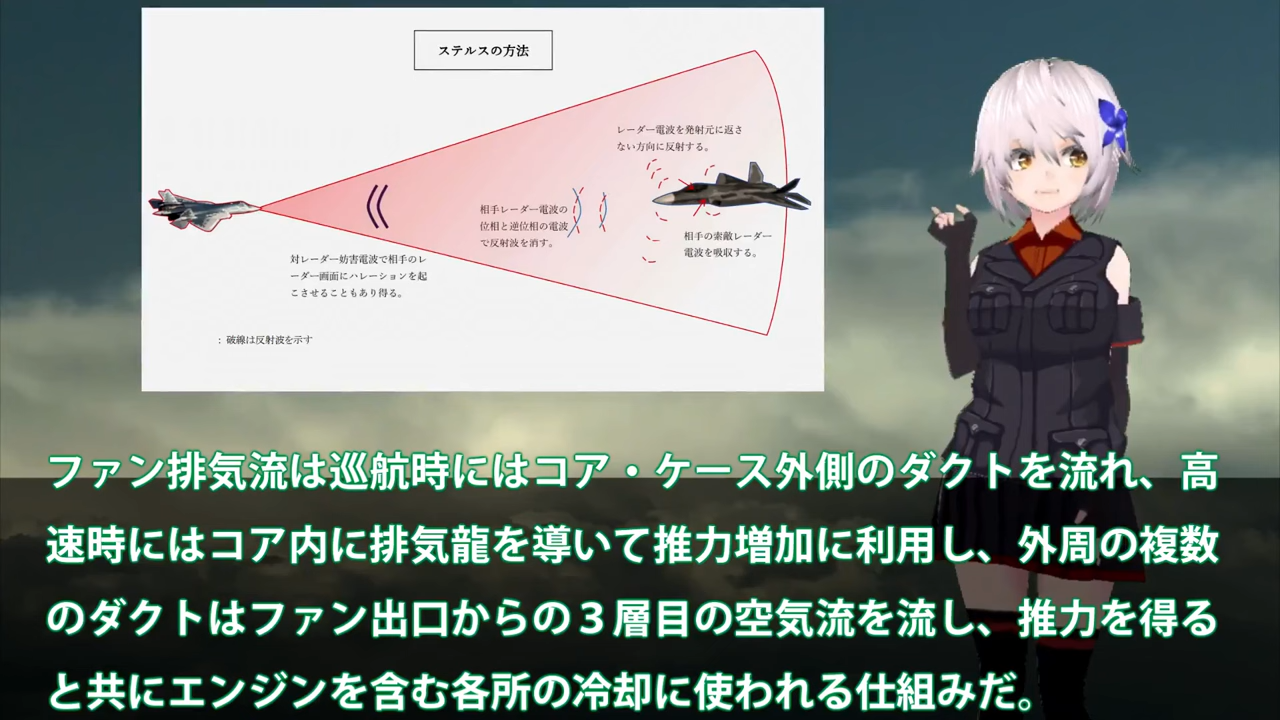 ステルスの方法
レーダー電波を発射元に返さ
ない方向に反射する。
相手レーダー電波の
位相と逆位相の電波
で反射波を消す。
相手の索敵レーダー
電波を吸収する。
対レーダー妨害電波で相手のレ
ーダー画面にハレーションを起
こさせることもあり得る。
：破線は反射波を示す
ファン排気流は巡航時にはコア・ケース外側のダクトを流れ、高
速時にはコア内に排気龍を導いて推力増加に利用し、外周の複数
のダクトはファン出口からの３層目の空気流を流し、推力を得る
と共にエンジンを含む各所の冷却に使われる仕組みだ。